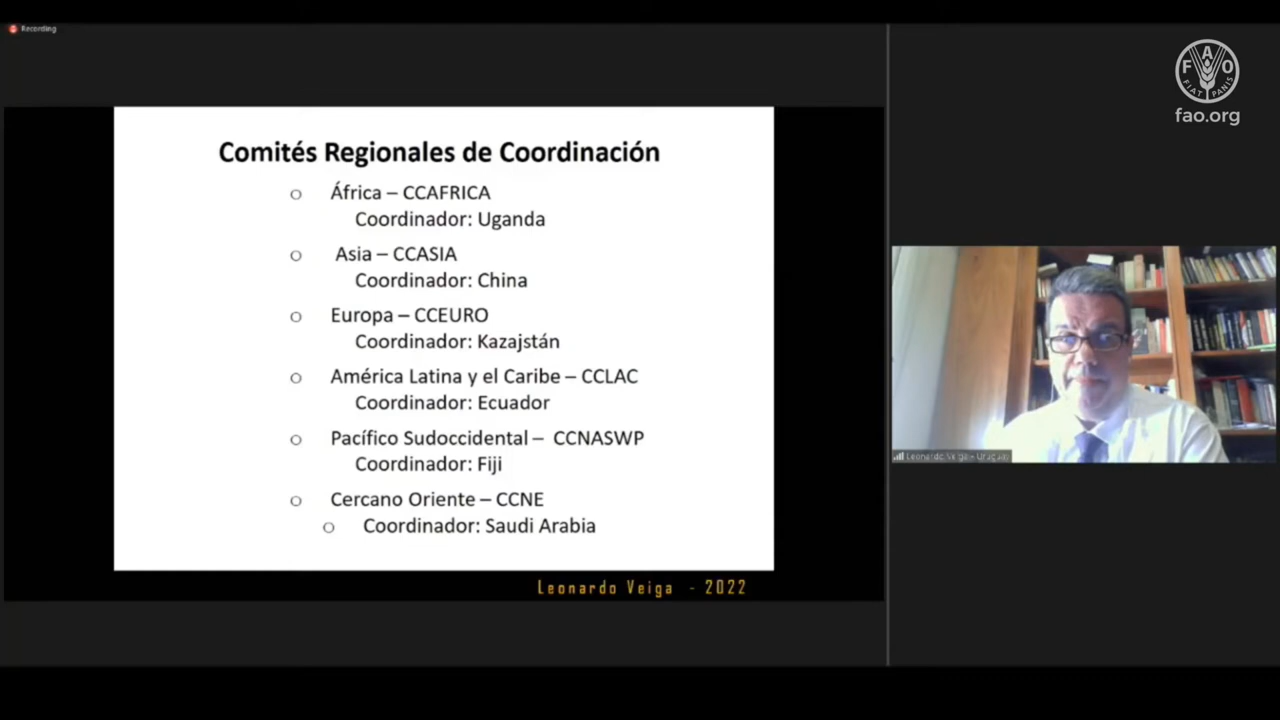 Recording
FAO
FIAT PANIS
fao.org
Comités Regionales de Coordinación
o África – CCAFRICA
Coordinador: Uganda
o Asia – CCASIA
Coordinador: China
o Europa – CCEURO
Coordinador: Kazajstán
o América Latina y el Caribe – CCLAC
Coordinador: Ecuador
o Pacífico Sudoccidental – CCNASWP
Coordinador: Fiji
o Cercano Oriente – CCNE
o Coordinador: Saudi Arabia
Leonardo Veiga - Uruguay
Leonardo Veiga - 2022